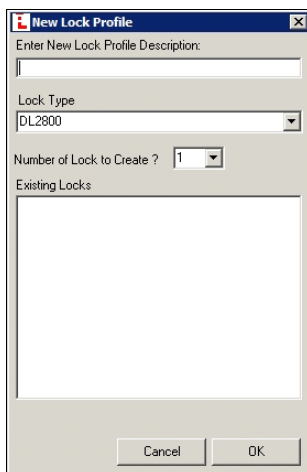 New Lock Profile
Enter New Lock Profile Description:
Lock Type
DL2800
Number of Lock to Create ? 1
Existing Locks
Cancel OK